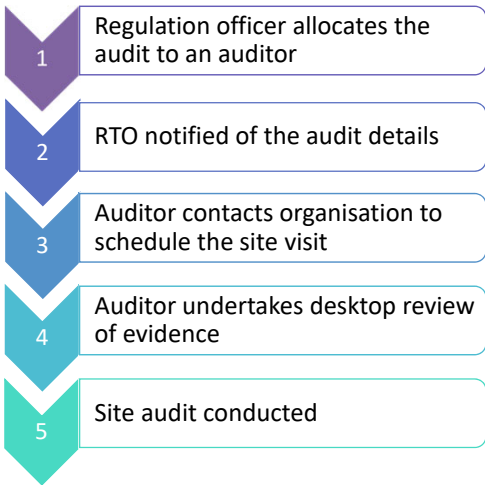 1
Regulation officer allocates the
audit to an auditor
2
RTO notified of the audit details
3
Auditor contacts organisation to
schedule the site visit
4
Auditor undertakes desktop review
of evidence
5
Site audit conducted